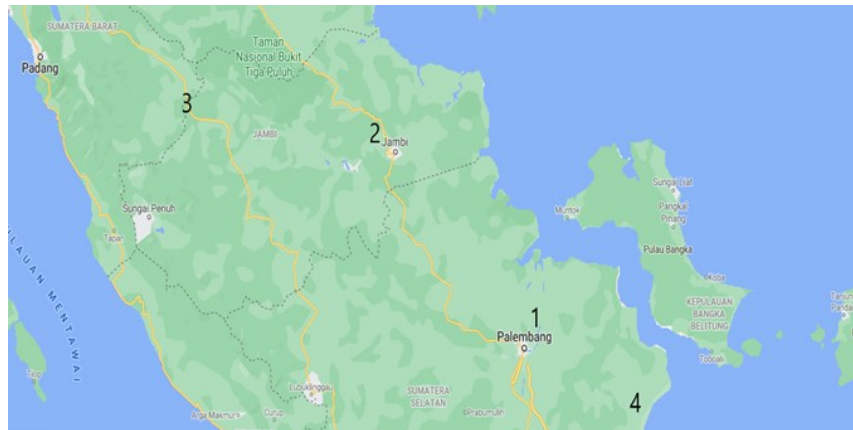 SUMATERA BARAT
Padang
Taman
Nasional Bukit
Tiga Puluh
3
2
JAMBI
Jambi
Sungai Penuh
Tapan
KEPULAUAN MENTAWAI
Sungai Liat
Pangkal
Pinang
Muntok
Pulau Bangka
Koba
KEPULAUAN
BANGKA
BELITUNG
Toboali
1
Palembang
Lubuklinggau
SUMATERA
SELATAN
Prabumulih
4
Arga Makmur
Curup